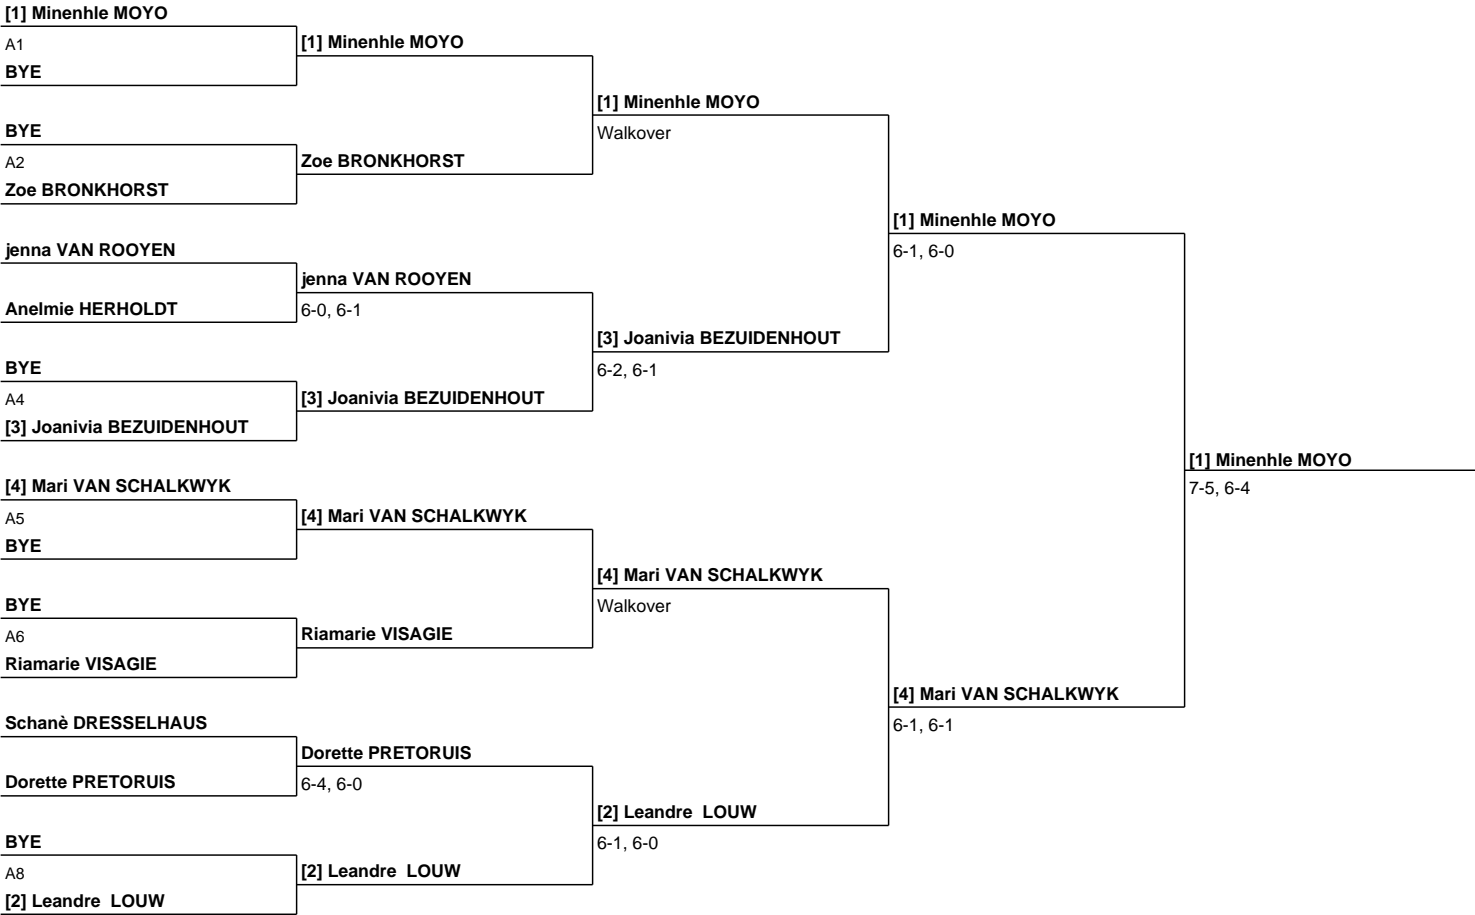 [1] Minenhle MOYO
A1
BYE
BYE
A2
Zoe BRONKHORST
jenna VAN ROOYEN
Anelmie HERHOLDT
BYE
A4
[3] Joanivia BEZUIDENHOUT
[4] Mari VAN SCHALKWYK
A5
BYE
BYE
A6
Riamarie VISAGIE
Schanè DRESSELHAUS
Dorette PRETORUIS
BYE
A8
[2] Leandre LOUW
[1] Minenhle MOYO
Zoe BRONKHORST
jenna VAN ROOYEN
6-0, 6-1
[3] Joanivia BEZUIDENHOUT
[4] Mari VAN SCHALKWYK
Riamarie VISAGIE
Dorette PRETORUIS
6-4, 6-0
[2] Leandre LOUW
[1] Minenhle MOYO
Walkover
[3] Joanivia BEZUIDENHOUT
6-2, 6-1
[4] Mari VAN SCHALKWYK
Walkover
[2] Leandre LOUW
6-1, 6-0
[1] Minenhle MOYO
6-1, 6-0
[4] Mari VAN SCHALKWYK
6-1, 6-1
[1] Minenhle MOYO
7-5, 6-4